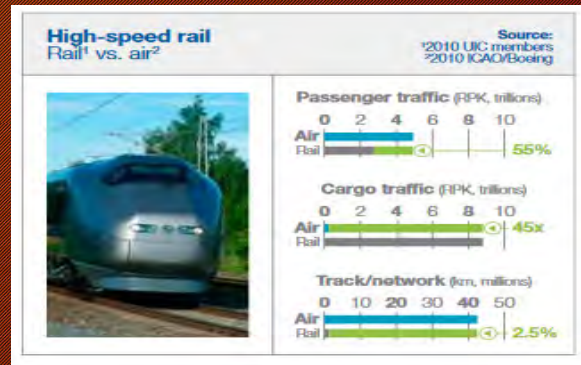 High-speed rail
Rail¹ vs. air²
Source:
¹2010 UIC members
²2010 ICAO/Boeing
Passenger traffic (RPK, trillions)
0 2 4 6 8 10
Air
Rail
55%
Cargo traffic (RPK, trillions)
0 2 4 6 8 10
Air
45x
Rail
Track/network (km, millions)
0 10 20 30 40 50
Air
Rail
2.5%